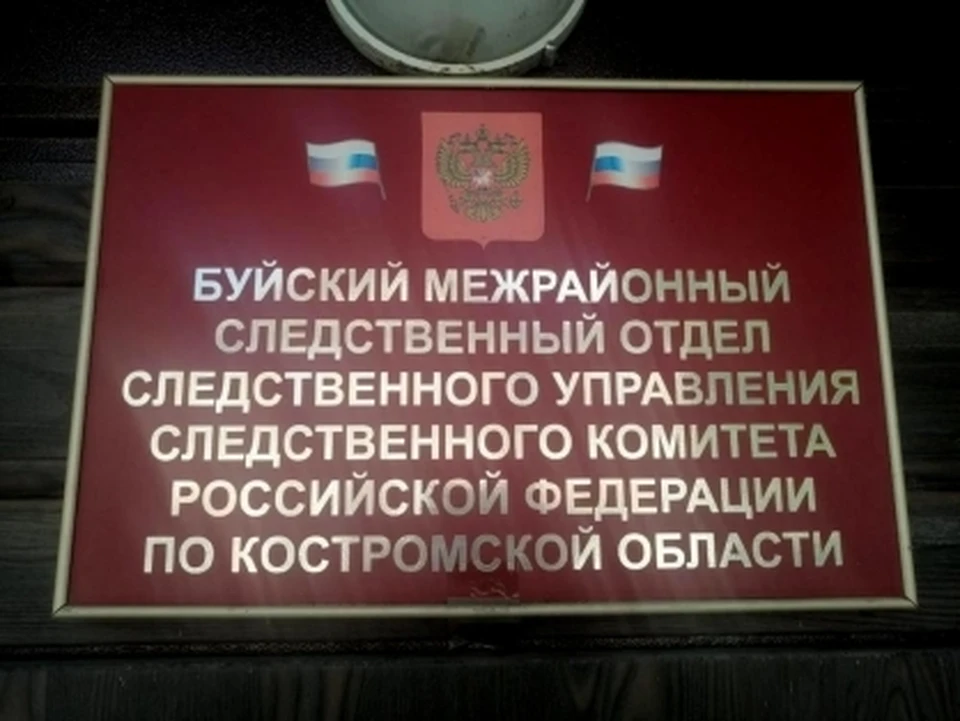 БУЙСКИЙ МЕЖРАЙОННЫЙ
СЛЕДСТВЕННЫЙ ОТДЕЛ
СЛЕДСТВЕННОГО УПРАВЛЕНИЯ
СЛЕДСТВЕННОГО КОМИТЕТА
РОССИЙСКОЙ ФЕДЕРАЦИИ
ПО КОСТРОМСКОЙ ОБЛАСТИ